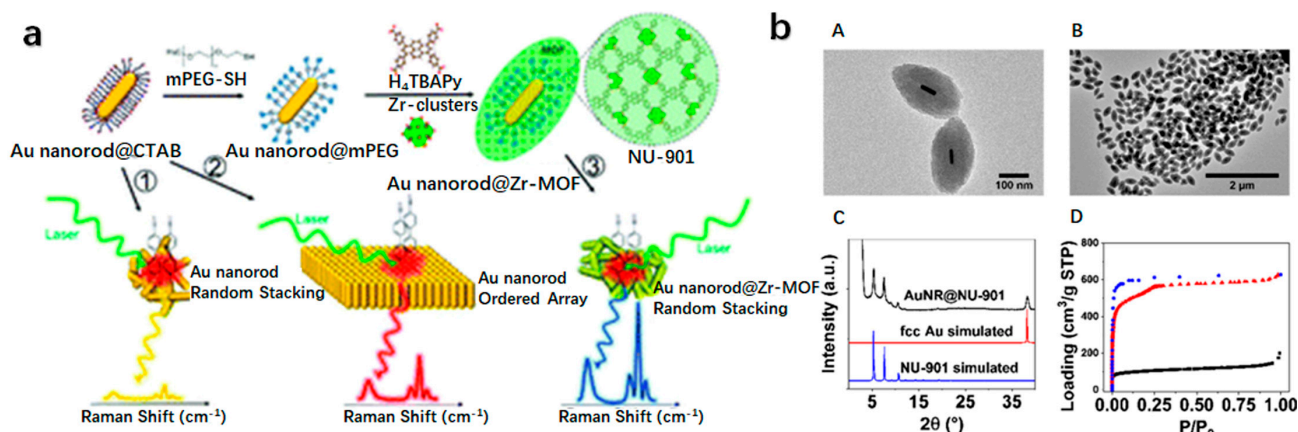 a
mPEG-SH
H₄TBAPy
Zr-clusters
MOF
Au nanorod@CTAB
Au nanorod@mPEG
Au nanorod@Zr-MOF
NU-901
①
②
③
Laser
Au nanorod
Random Stacking
Raman Shift (cm⁻¹)
Laser
Au nanorod
Ordered Array
Raman Shift (cm⁻¹)
Laser
Au nanorod@Zr-MOF
Random Stacking
Raman Shift (cm⁻¹)
b
A
100 nm
B
2 µm
C
Intensity (a.u.)
AuNR@NU-901
fcc Au simulated
NU-901 simulated
5 15 25 35
2θ (°)
D
Loading (cm³/g STP)
800
600
400
200
0
0.00 0.25 0.50 0.75 1.00